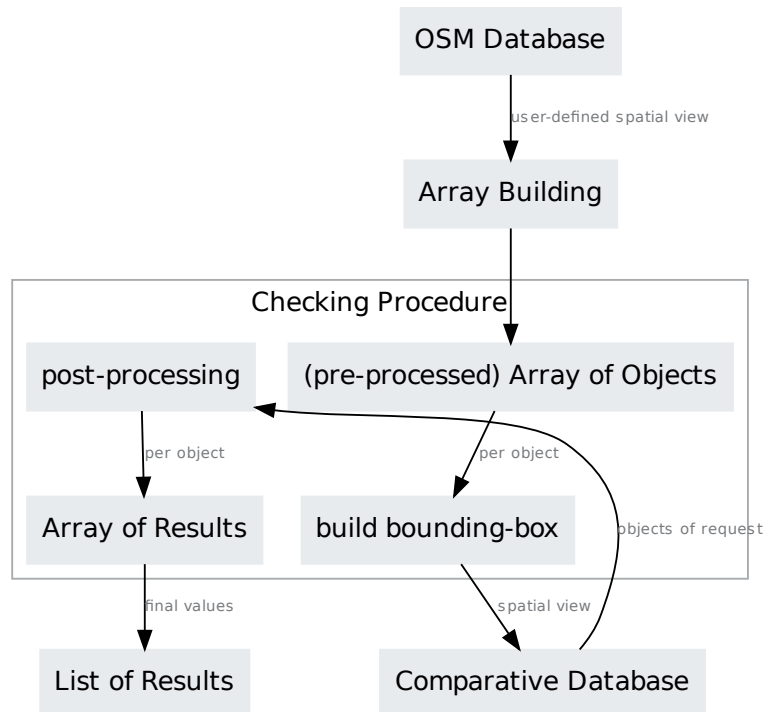 OSM Database
user-defined spatial view
Array Building
Checking Procedure
post-processing
(pre-processed) Array of Objects
per object
per object
Array of Results
build bounding-box
objects of request
final values
spatial view
List of Results
Comparative Database